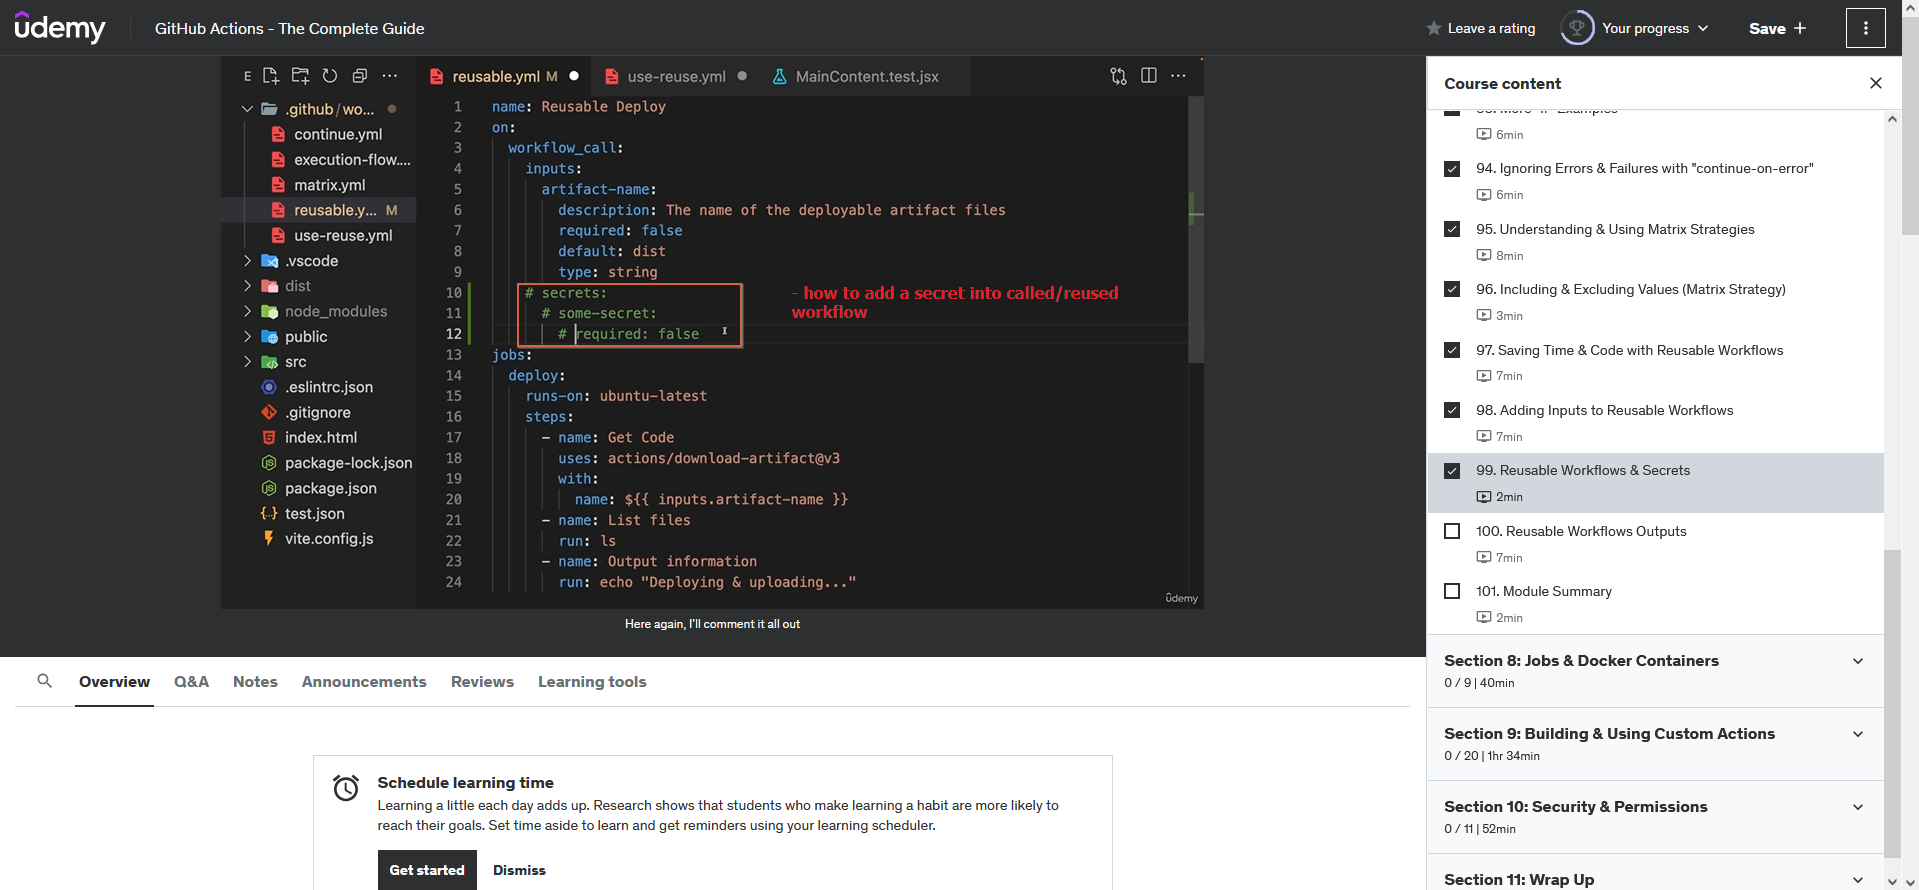 udemy
GitHub Actions - The Complete Guide
Leave a rating
Your progress
Save +
E
reusable.yml M
use-reuse.yml
MainContent.test.jsx
.github/wo...
continue.yml
execution-flow....
matrix.yml
reusable.y... M
use-reuse.yml
.vscode
dist
node_modules
public
src
.eslintrc.json
.gitignore
index.html
package-lock.json
package.json
test.json
vite.config.js
1 name: Reusable Deploy
2 on:
3 workflow_call:
4 inputs:
5 artifact-name:
6 description: The name of the deployable artifact files
7 required: false
8 default: dist
9 type: string
10 # secrets:
11 # some-secret:
12 # required: false
13 jobs:
14 deploy:
15 runs-on: ubuntu-latest
16 steps:
17 - name: Get Code
18 uses: actions/download-artifact@v3
19 with:
20 name: ${{ inputs.artifact-name }}
21 - name: List files
22 run: ls
23 - name: Output information
24 run: echo "Deploying & uploading..."
- how to add a secret into called/reused
workflow
udemy
Here again, I'll comment it all out
Course content
6min
94. Ignoring Errors & Failures with "continue-on-error"
6min
95. Understanding & Using Matrix Strategies
8min
96. Including & Excluding Values (Matrix Strategy)
3min
97. Saving Time & Code with Reusable Workflows
7min
98. Adding Inputs to Reusable Workflows
7min
99. Reusable Workflows & Secrets
2min
100. Reusable Workflows Outputs
7min
101. Module Summary
2min
Section 8: Jobs & Docker Containers
0 / 9 | 40min
Section 9: Building & Using Custom Actions
0 / 20 | 1hr 34min
Section 10: Security & Permissions
0 / 11 | 52min
Section 11: Wrap Up
Overview
Q&A
Notes
Announcements
Reviews
Learning tools
Schedule learning time
Learning a little each day adds up. Research shows that students who make learning a habit are more likely to
reach their goals. Set time aside to learn and get reminders using your learning scheduler.
Get started
Dismiss